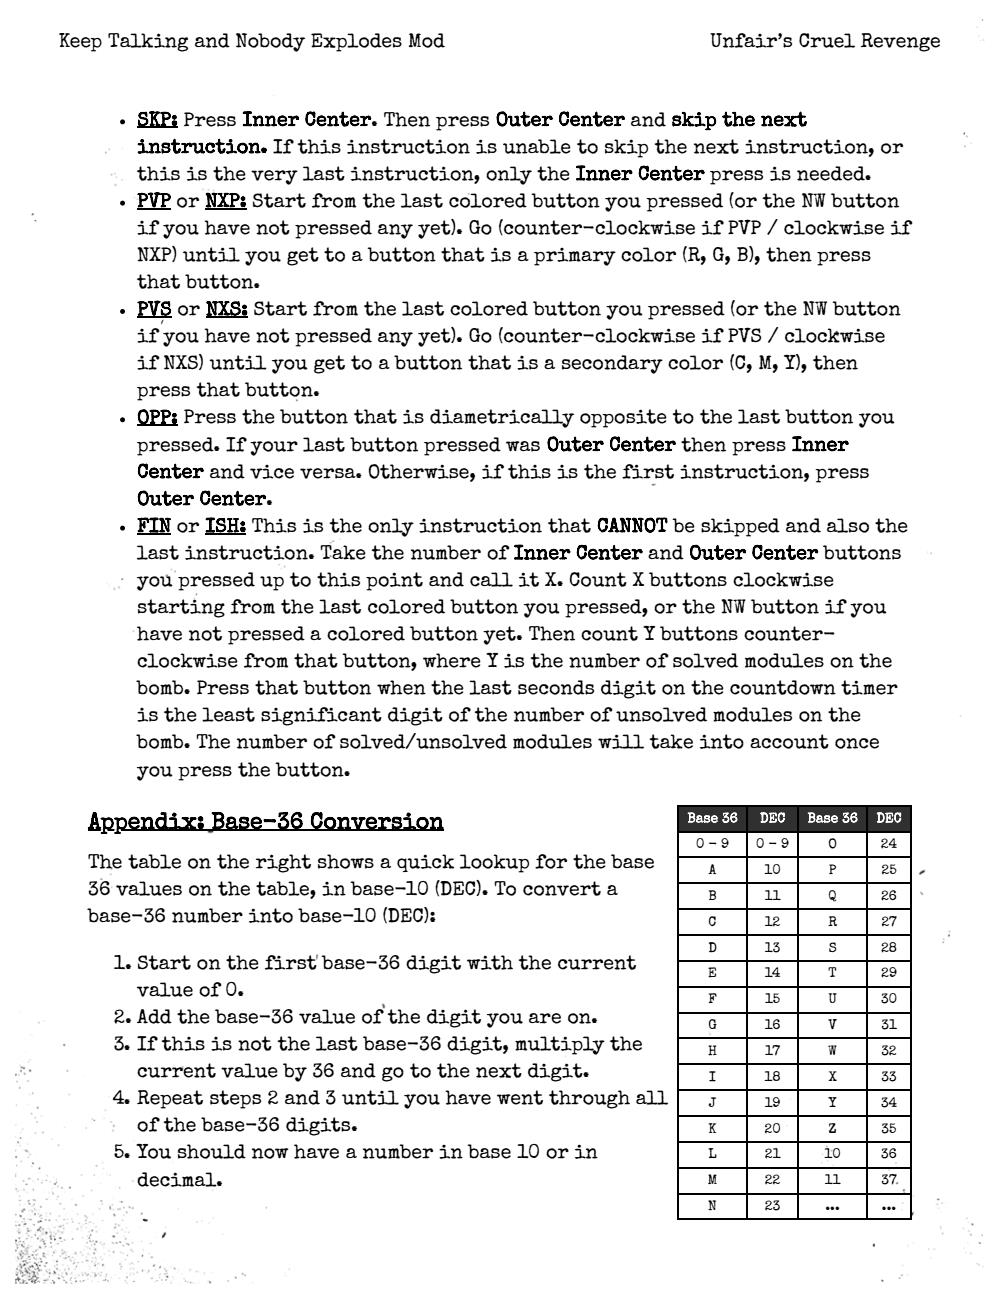 Keep Talking and Nobody Explodes Mod
Unfair's Cruel Revenge
• SKP: Press Inner Center. Then press Outer Center and skip the next
instruction. If this instruction is unable to skip the next instruction, or
this is the very last instruction, only the Inner Center press is needed.
• PVP or NXP: Start from the last colored button you pressed (or the NW button
if you have not pressed any yet). Go (counter-clockwise if PVP / clockwise if
NXP) until you get to a button that is a primary color (R, G, B), then press
that button.
• PVS or NXS: Start from the last colored button you pressed (or the NW button
if you have not pressed any yet). Go (counter-clockwise if PVS / clockwise
if NXS) until you get to a button that is a secondary color (C, M, Y), then
press that button.
• OPP: Press the button that is diametrically opposite to the last button you
pressed. If your last button pressed was Outer Center then press Inner
Center and vice versa. Otherwise, if this is the first instruction, press
Outer Center.
• FIN or ISH: This is the only instruction that CANNOT be skipped and also the
last instruction. Take the number of Inner Center and Outer Center buttons
you pressed up to this point and call it X. Count X buttons clockwise
starting from the last colored button you pressed, or the NW button if you
have not pressed a colored button yet. Then count Y buttons counter-
clockwise from that button, where Y is the number of solved modules on the
bomb. Press that button when the last seconds digit on the countdown timer
is the least significant digit of the number of unsolved modules on the
bomb. The number of solved/unsolved modules will take into account once
you press the button.
Appendix: Base-36 Conversion
The table on the right shows a quick lookup for the base
36 values on the table, in base-10 (DEC). To convert a
base-36 number into base-10 (DEC):
1. Start on the first base-36 digit with the current
value of 0.
2. Add the base-36 value of the digit you are on.
3. If this is not the last base-36 digit, multiply the
current value by 36 and go to the next digit.
4. Repeat steps 2 and 3 until you have went through all
of the base-36 digits.
5. You should now have a number in base 10 or in
decimal.
Base 36 DEC Base 36 DEC
0 - 9 0 - 9 O 24
A 10 P 25
B 11 Q 26
C 12 R 27
D 13 S 28
E 14 T 29
F 15 U 30
G 16 V 31
H 17 W 32
I 18 X 33
J 19 Y 34
K 20 Z 35
L 21 10 36
M 22 11 37
N 23 ... ...